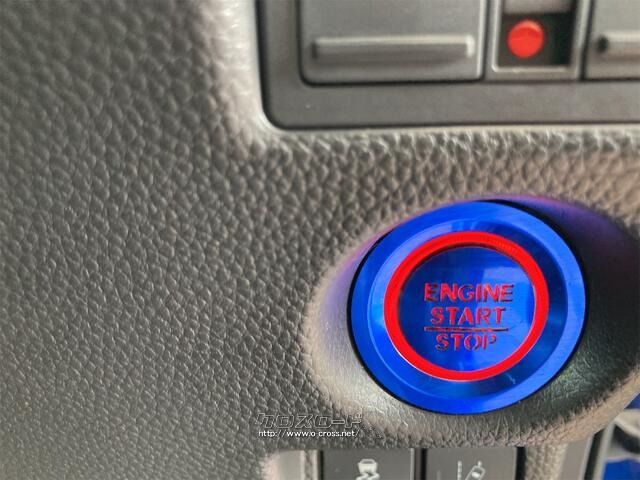 ENGINE
START
STOP
クロスロード
http://www.o-cross.net/